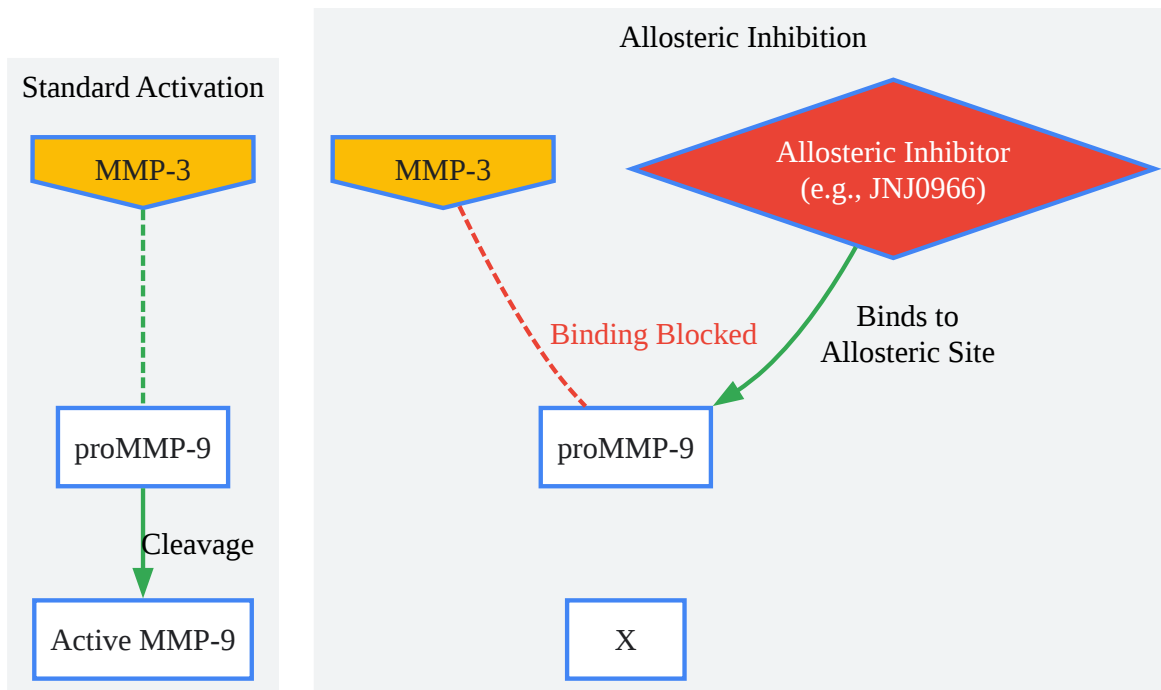 Standard Activation
MMP-3
proMMP-9
Cleavage
Active MMP-9
Allosteric Inhibition
MMP-3
Allosteric Inhibitor
(e.g., JNJ0966)
Binding Blocked
Binds to
Allosteric Site
proMMP-9
X